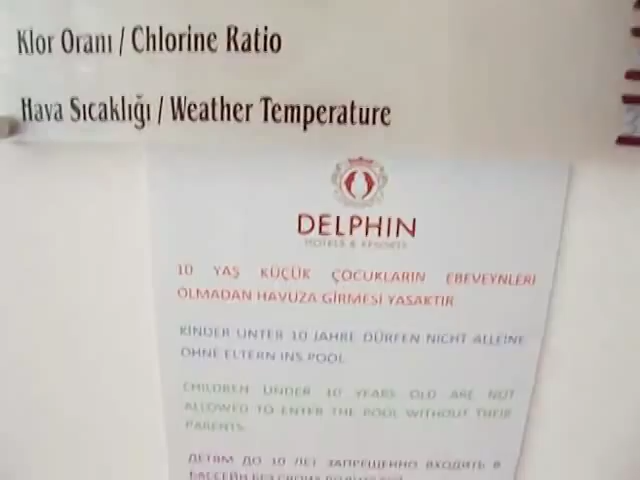 Klor Oranı / Chlorine Ratio
Hava Sıcaklığı / Weather Temperature
DELPHIN
HOTELS & RESORTS
10 YAŞ KÜÇÜK ÇOCUKLARIN EBEVEYNLERİ
OLMADAN HAVUZA GİRMESİ YASAKTIR
KINDER UNTER 10 JAHRE DÜRFEN NICHT ALLEINE
OHNE ELTERN INS POOL
CHILDREN UNDER 10 YEARS OLD ARE NOT
ALLOWED TO ENTER THE POOL WITHOUT THEIR
PARENTS
ДЕТЯМ ДО 10 ЛЕТ ЗАПРЕЩЕННО ВХОДИТЬ В
БАССЕЙН БЕЗ